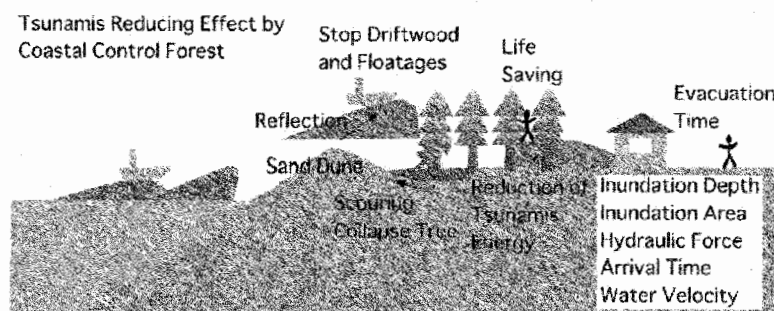 Tsunamis Reducing Effect by
Coastal Control Forest
Stop Driftwood
and Floatages
Life
Saving
Evacuation
Time
Reflection
Sand Dune
Scouriug
Collapse Tree
Reduction of
Tsunamis
Energy
Inundation Depth
Inundation Area
Hydraulic Force
Arrival Time
Water Velocity